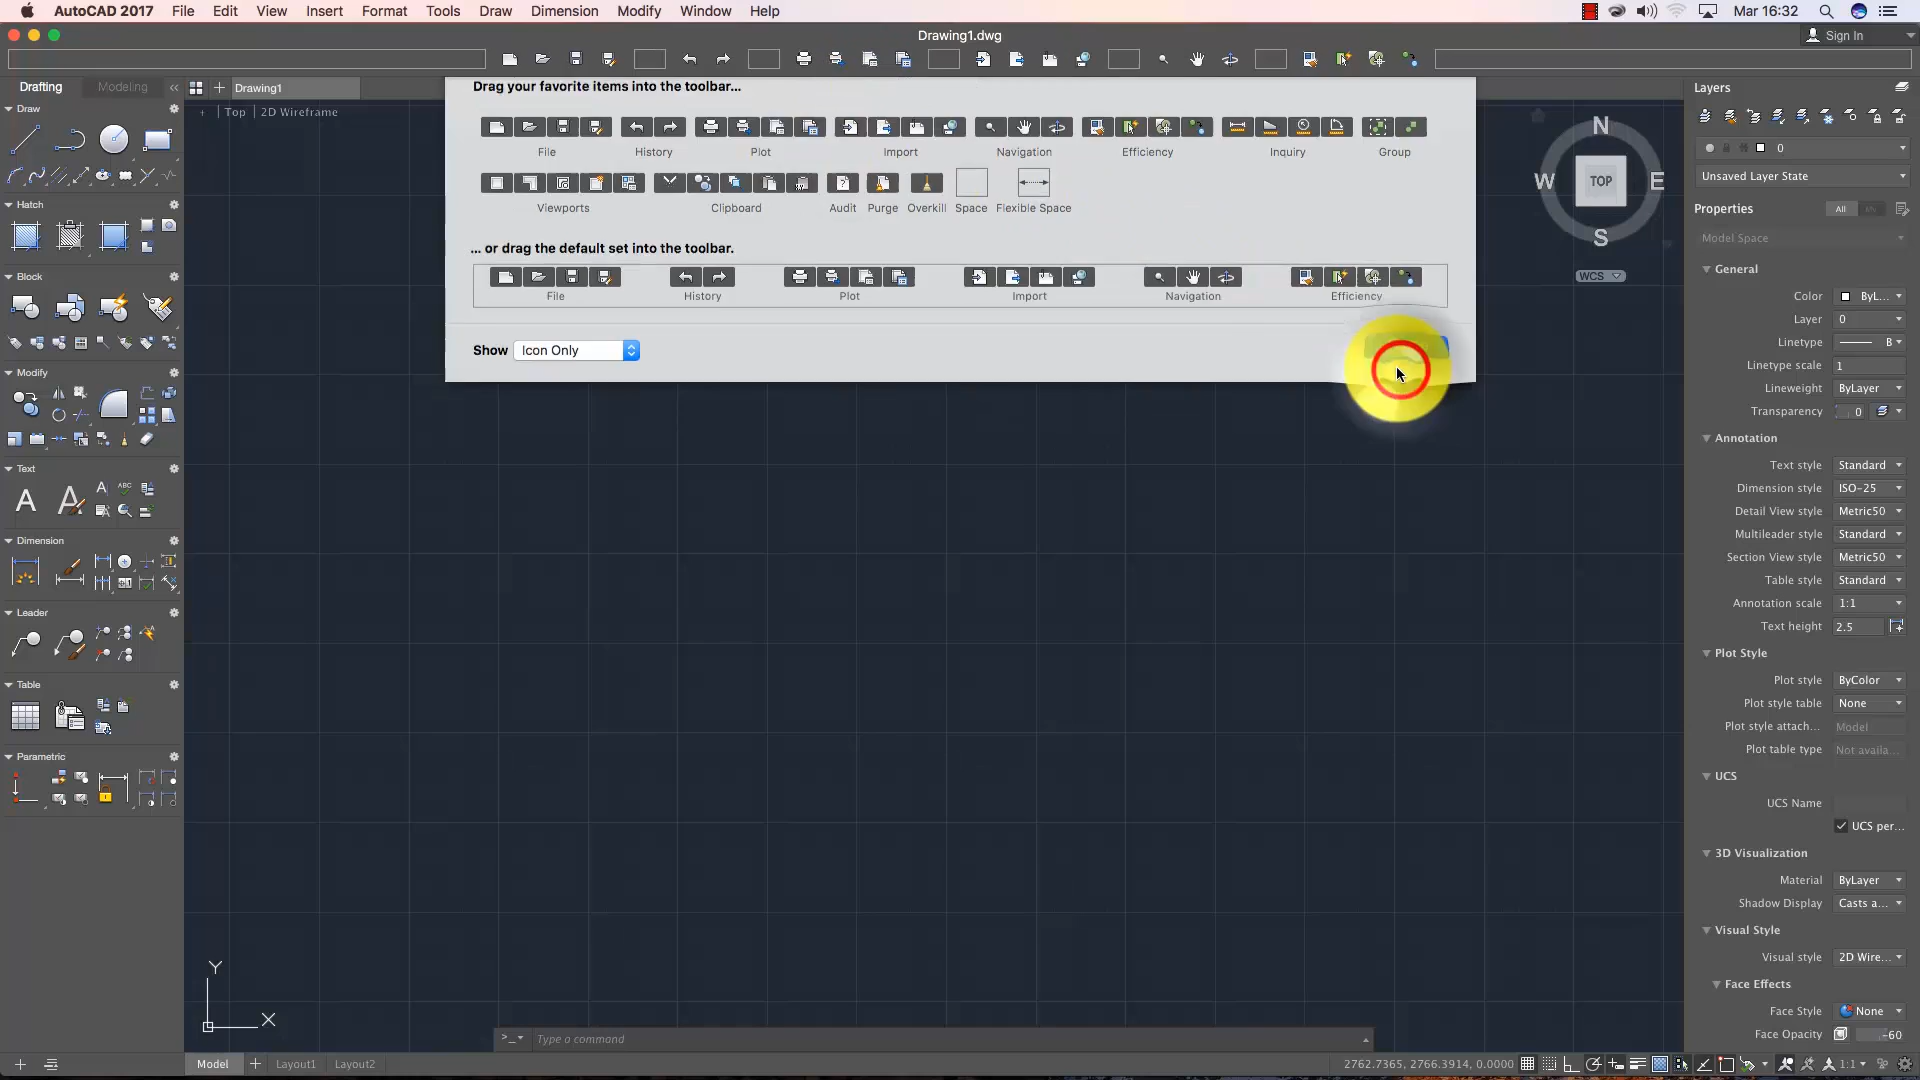 AutoCAD 2017 File Edit View Insert Format Tools Draw Dimension Modify Window Help Mar 16:32
Drawing1.dwg
Sign In
Drafting Modeling
Drawing1
+ | Top | 2D Wireframe
Draw
Hatch
Block
Modify
Text
A A A ABC
Dimension
Leader
Table
Parametric
Drag your favorite items into the toolbar...
File History Plot Import Navigation Efficiency Inquiry Group
Viewports Clipboard Audit Purge Overkill Space Flexible Space
... or drag the default set into the toolbar.
File History Plot Import Navigation Efficiency
Show Icon Only
N
W TOP E
S
WCS
Y
X
>_ Type a command
Model + Layout1 Layout2
2762.7365, 2766.3914, 0.0000
1:1
Layers
0
Unsaved Layer State
Properties All
Model Space
General
Color ByL...
Layer 0
Linetype B
Linetype scale 1
Lineweight ByLayer
Transparency 0
Annotation
Text style Standard
Dimension style ISO-25
Detail View style Metric50
Multileader style Standard
Section View style Metric50
Table style Standard
Annotation scale 1:1
Text height 2.5
Plot Style
Plot style ByColor
Plot style table None
Plot style attach... Model
Plot table type Not availa...
UCS
UCS Name
UCS per...
3D Visualization
Material ByLayer
Shadow Display Casts a...
Visual Style
Visual style 2D Wire...
Face Effects
Face Style None
Face Opacity -60